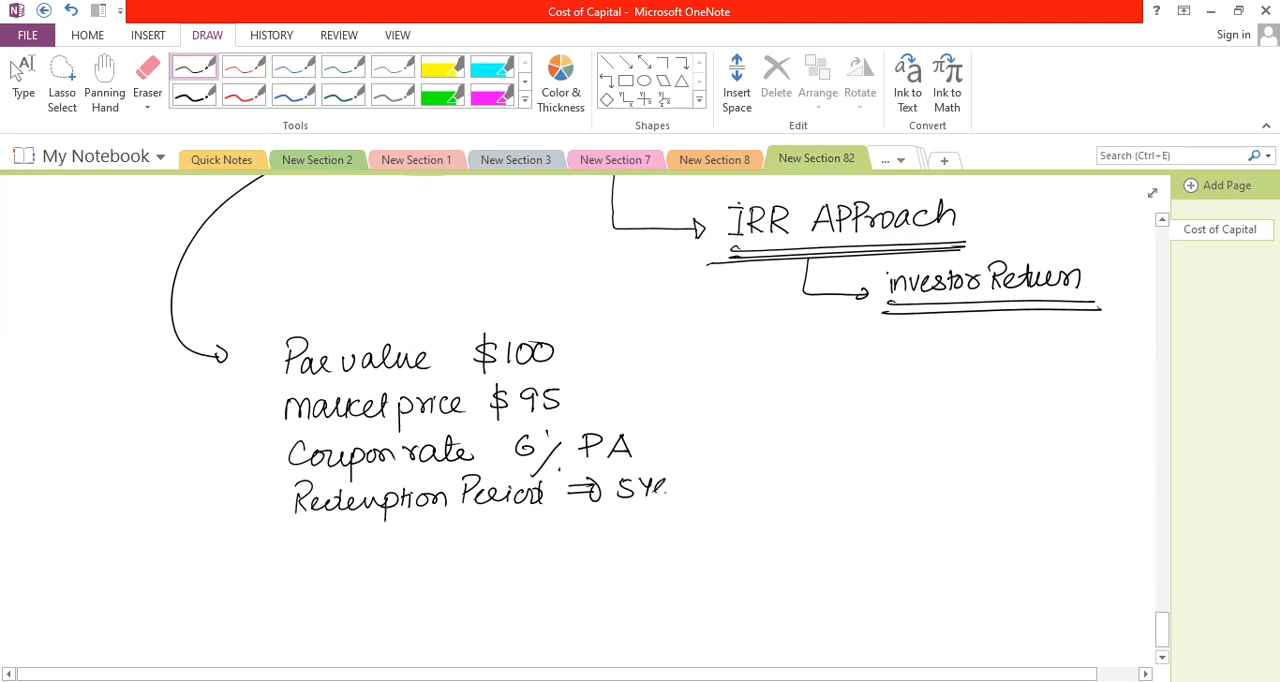 Cost of Capital - Microsoft OneNote
?
FILE HOME INSERT DRAW HISTORY REVIEW VIEW
Sign in
Type
Lasso Select
Panning Hand
Eraser
Color & Thickness
Insert Space
Delete
Arrange
Rotate
Ink to Text
Ink to Math
Tools Shapes Edit Convert
My Notebook Quick Notes New Section 2 New Section 1 New Section 3 New Section 7 New Section 8 New Section 82 ...
Search (Ctrl+E)
Add Page
Cost of Capital
IRR APProach
investor Return
Par value $100
Market price $95
Coupon rate 6% PA
Redemption Period ⇒ 5 Ye